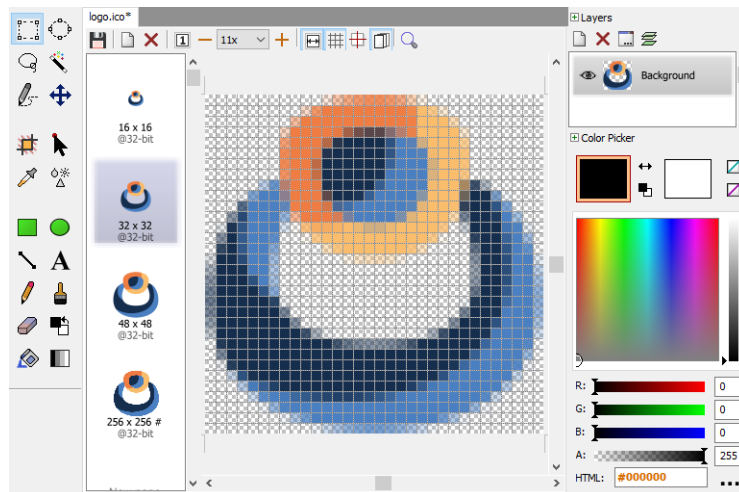 logo.ico*
Layers
1
11x
Background
16 x 16
@32-bit
Color Picker
32 x 32
@32-bit
A
48 x 48
@32-bit
256 x 256 #
@32-bit
R:
0
G:
0
B:
0
A:
255
HTML:
#000000
...